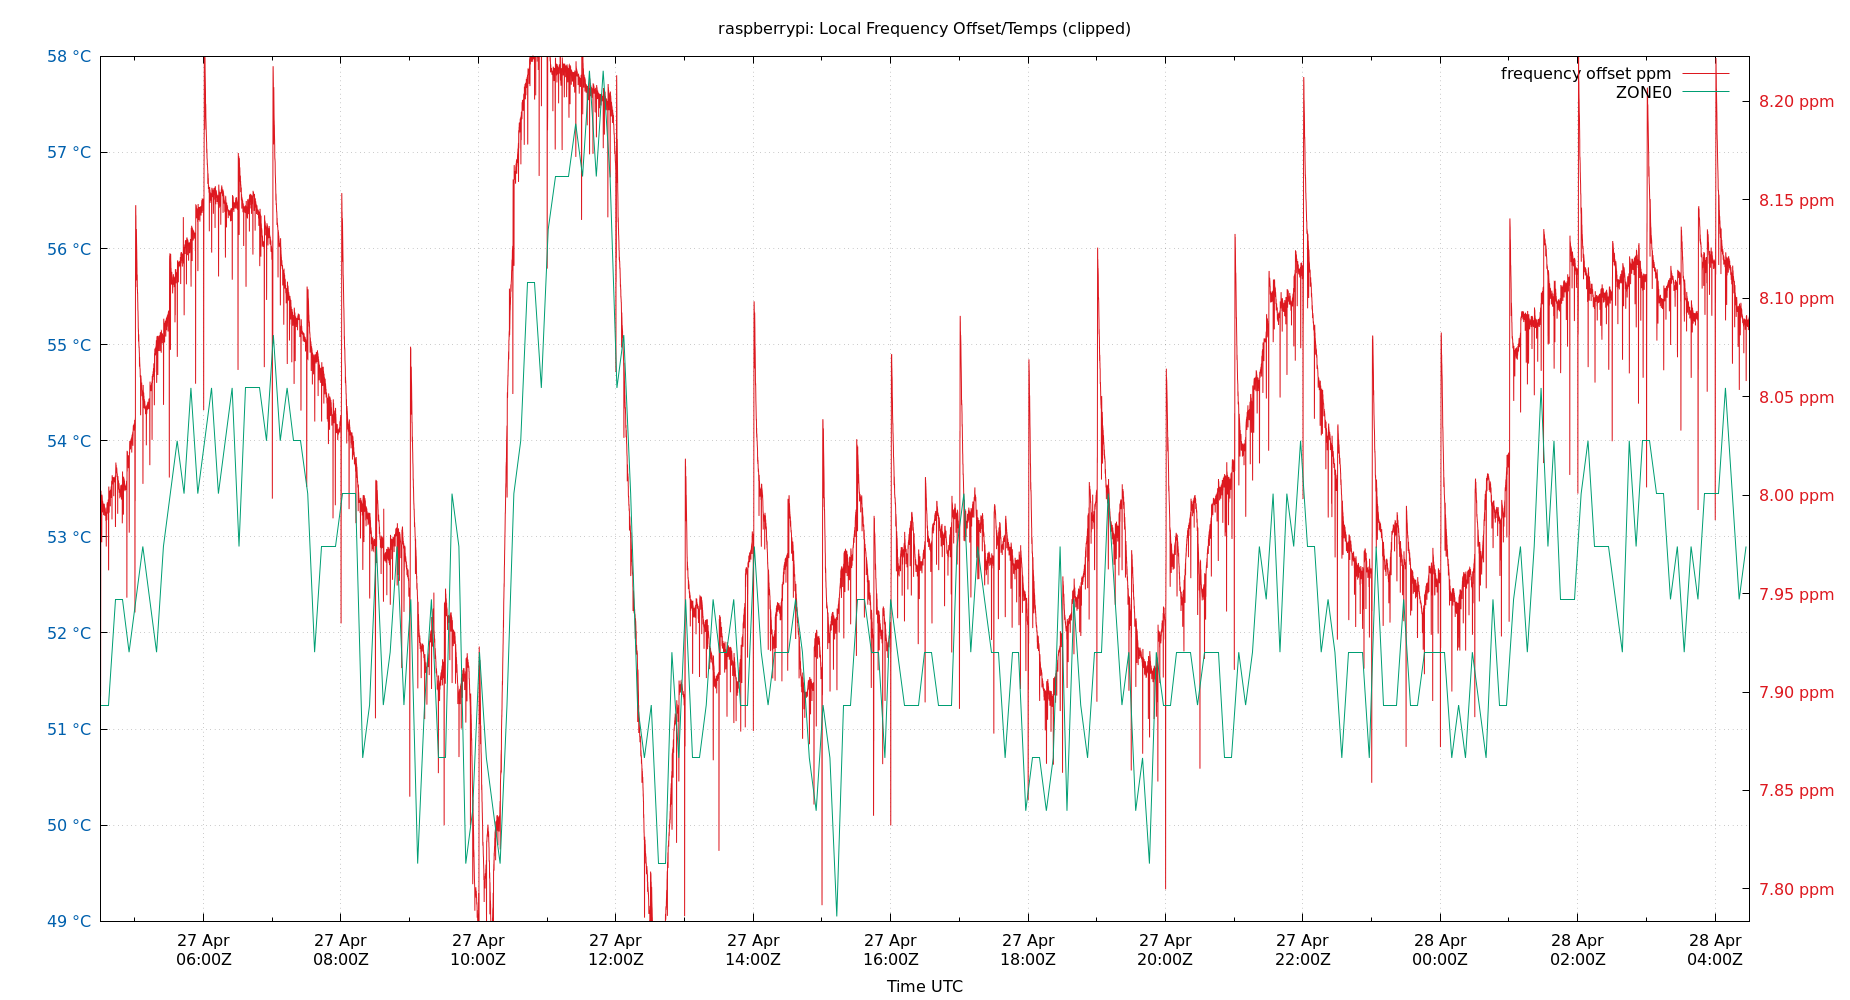 raspberrypi: Local Frequency Offset/Temps (clipped)
58 °C
57 °C
56 °C
55 °C
54 °C
53 °C
52 °C
51 °C
50 °C
49 °C
frequency offset ppm
ZONE0
8.20 ppm
8.15 ppm
8.10 ppm
8.05 ppm
8.00 ppm
7.95 ppm
7.90 ppm
7.85 ppm
7.80 ppm
27 Apr 27 Apr 27 Apr 27 Apr 27 Apr 27 Apr 27 Apr 27 Apr 27 Apr 28 Apr 28 Apr 28 Apr
06:00Z 08:00Z 10:00Z 12:00Z 14:00Z 16:00Z 18:00Z 20:00Z 22:00Z 00:00Z 02:00Z 04:00Z
Time UTC